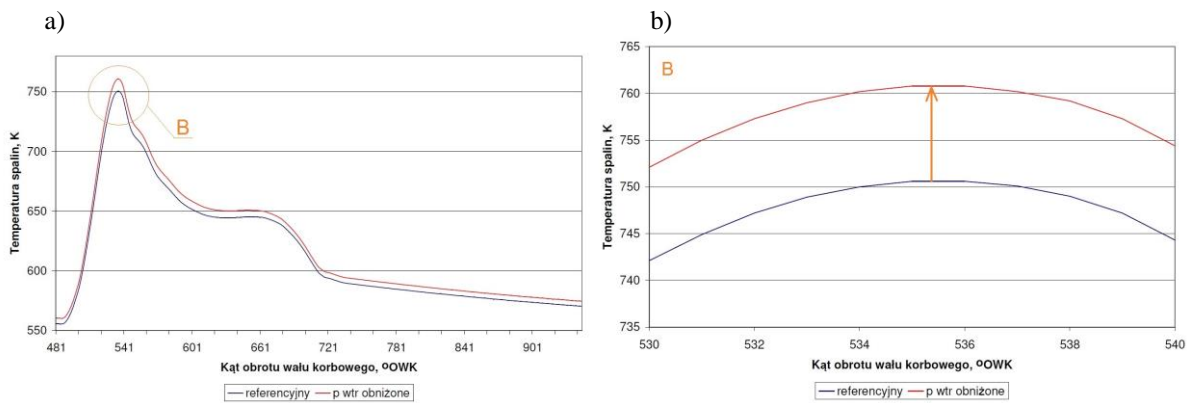 a)
Temperatura spalin, K
750
700
650
600
550
481 541 601 661 721 781 841 901
B
Kąt obrotu wału korbowego, ºOWK
referencyjny p wtr obniżone
b)
Temperatura spalin, K
765
760
755
750
745
740
735
530 532 534 536 538 540
B
Kąt obrotu wału korbowego, ºOWK
referencyjny p wtr obniżone